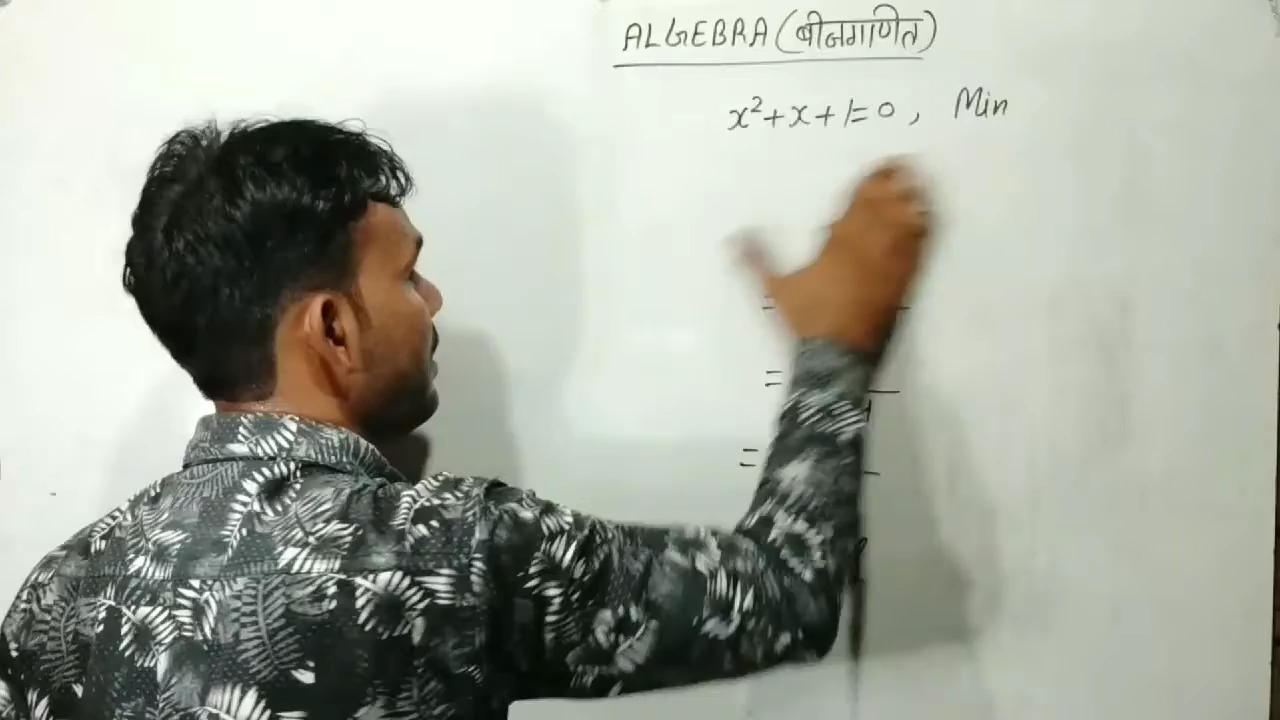 ALGEBRA (बीजगणित)
x²+x+1=0, Min
=
=
=